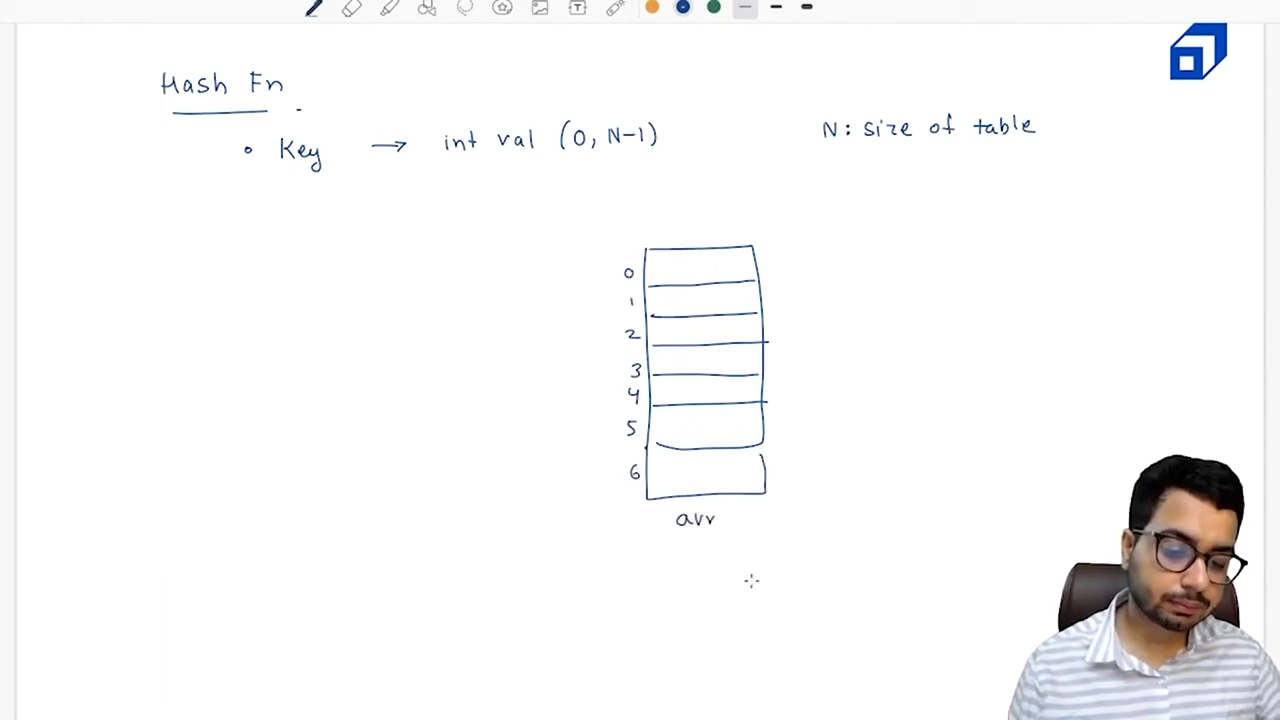 Hash Fn
• Key → int val (0, N-1)
N: size of table
0
1
2
3
4
5
6
arr